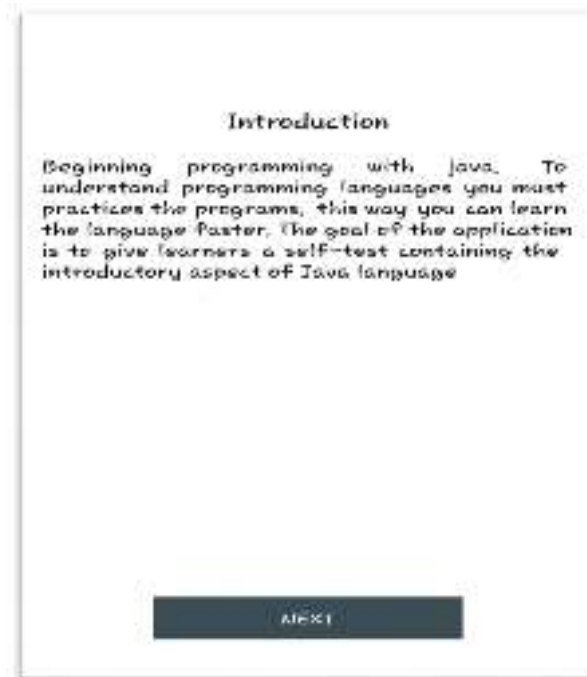 Introduction
Beginning programming with java. To
understand programming languages you must
practices the programs, this way you can learn
the language faster. The goal of the application
is to give learners a self-test containing the
introductory aspect of Java language
NEXT